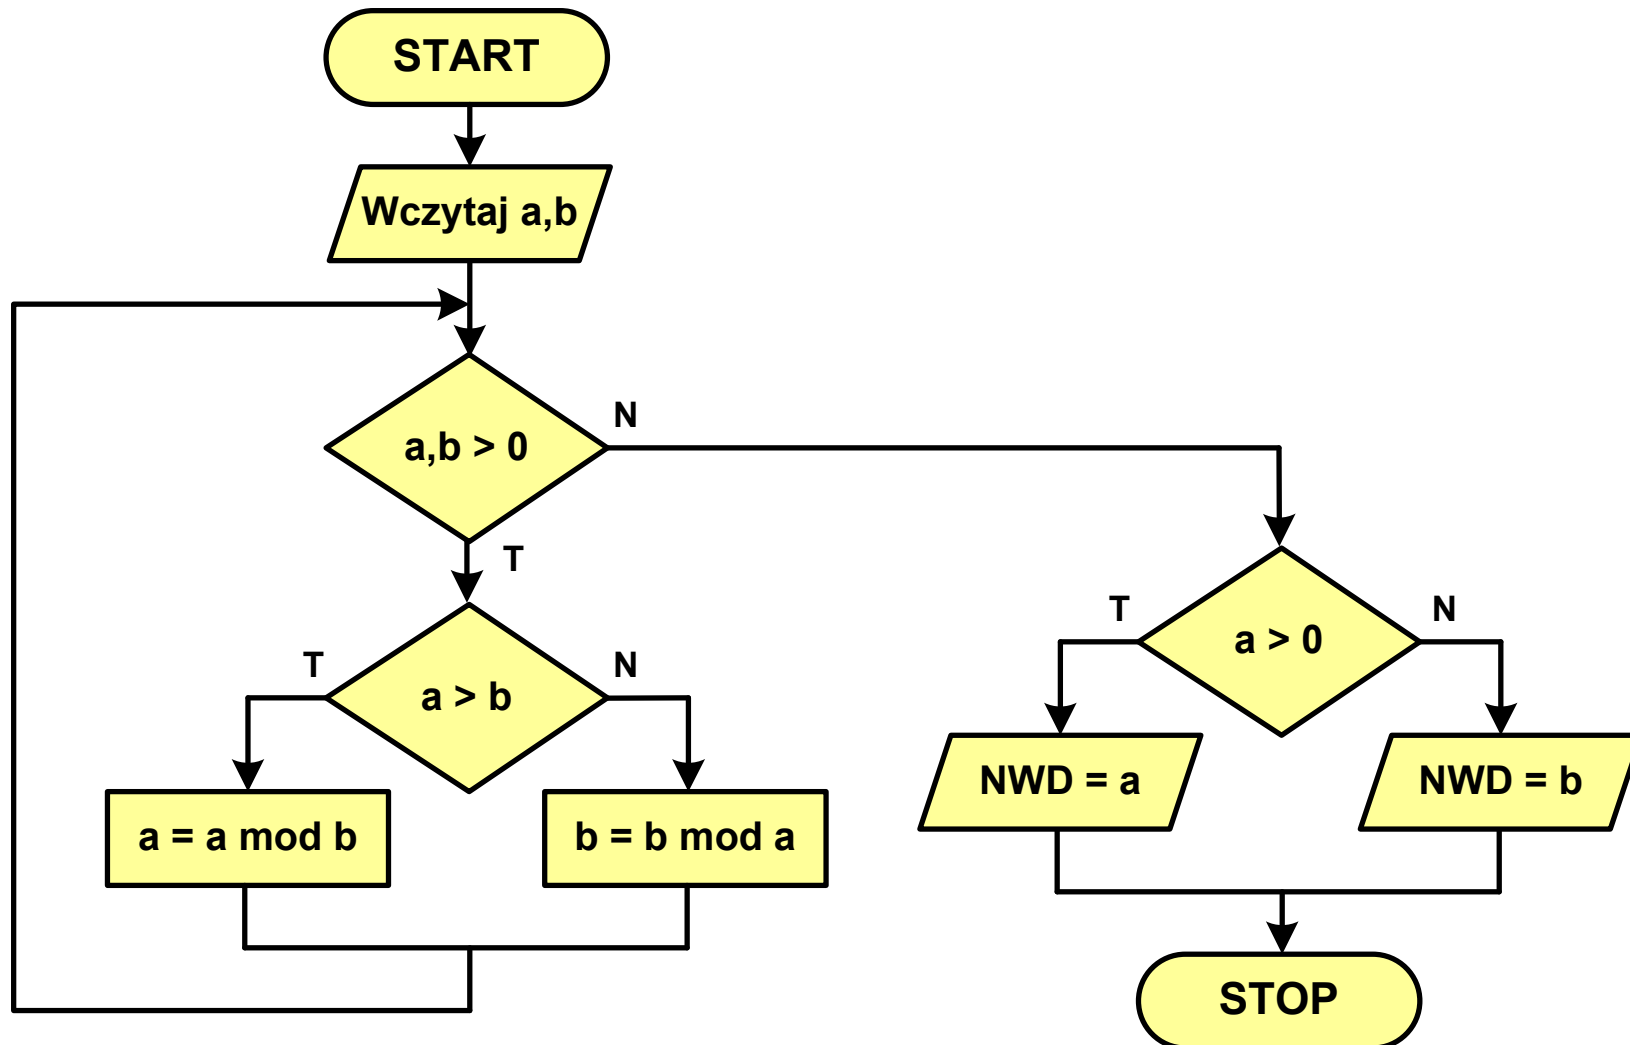 START
Wczytaj a,b
a,b > 0
N
T
a > b
T
N
a = a mod b
b = b mod a
a > 0
T
N
NWD = a
NWD = b
STOP